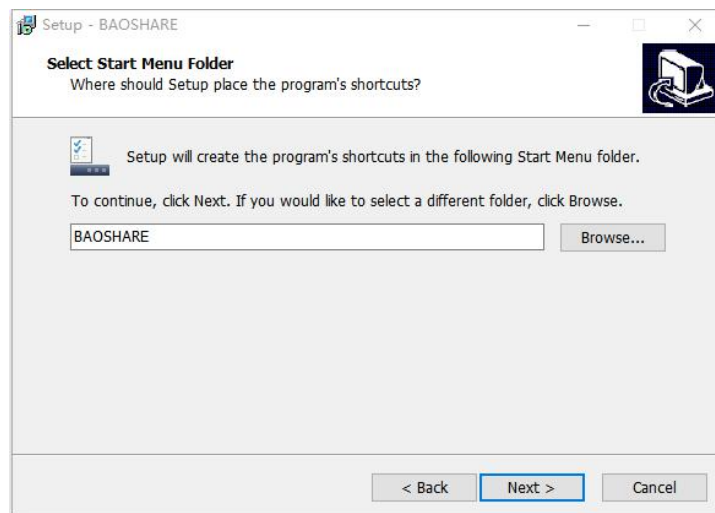 Setup - BAOSHARE
Select Start Menu Folder
Where should Setup place the program's shortcuts?
Setup will create the program's shortcuts in the following Start Menu folder.
To continue, click Next. If you would like to select a different folder, click Browse.
BAOSHARE
Browse...
< Back
Next >
Cancel